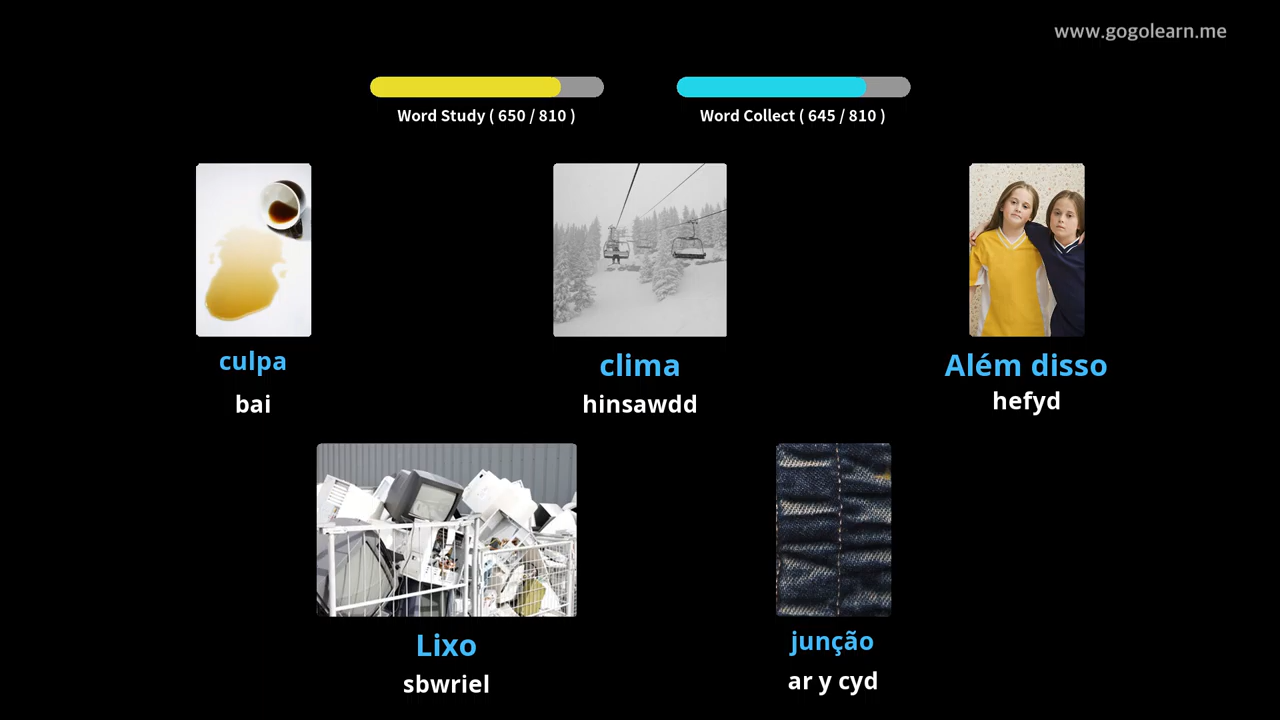 www.gogolearn.me
Word Study ( 650 / 810 )
Word Collect ( 645 / 810 )
culpa
bai
clima
hinsawdd
Além disso
hefyd
Lixo
sbwriel
junção
ar y cyd